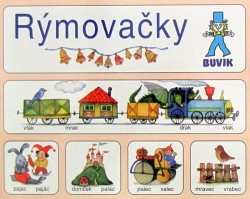 Rýmovačky
BUVIK
vlak mrak drak vlak
zajac pajác
domček palác
palec valec
mravec vrabec